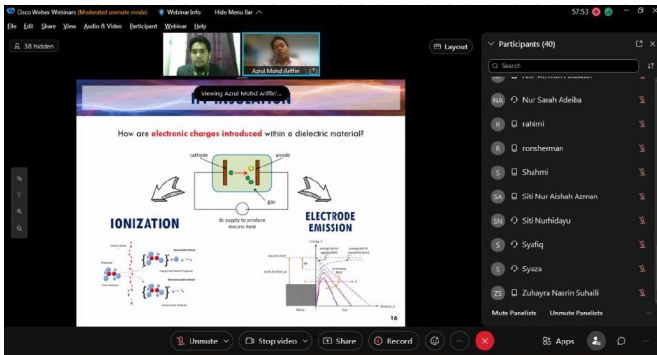 Cisco Webex Webinars (Moderated unmute mode) Webinar Info Hide Menu Bar 57:53
File Edit Share View Audio & Video Participant Webinar Help
38 hidden
Layout
Azrul Mohd Ariffin
Viewing Azrul Mohd Ariffin'...
How are electronic charges introduced within a dielectric material?
cathode
anode
gas
dc supply to produce
electric field
IONIZATION
ELECTRODE
EMISSION
16
Participants (40)
Search
NA Nur Sarah Adeiba
R rahimi
R ronsherman
S Shahmi
SA Siti Nur Aishah Azman
SN Siti Nurhidayu
S Syafiq
S Syaza
ZS Zuhayra Nasrin Suhaili
Mute Panelists Unmute Panelists
Unmute Stop video Share Record Apps